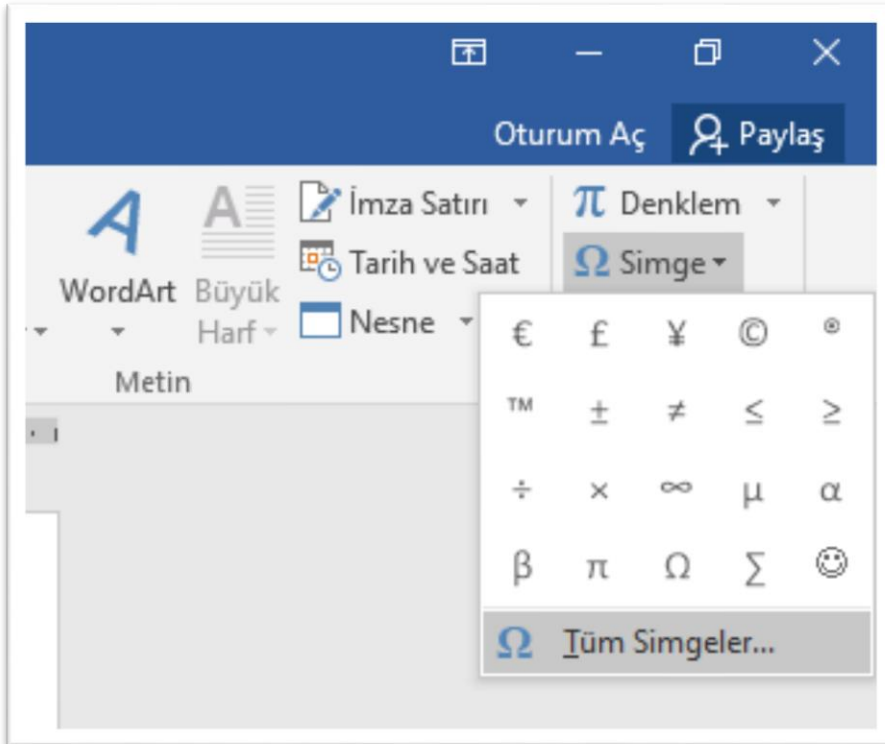 Oturum Aç Paylaş
WordArt
Büyük Harf
İmza Satırı
Tarih ve Saat
Nesne
Metin
π Denklem
Ω Simge
€ £ ¥ © ®
™ ± ≠ ≤ ≥
÷ × ∞ µ α
β π Ω ∑ ☺
Ω Tüm Simgeler...